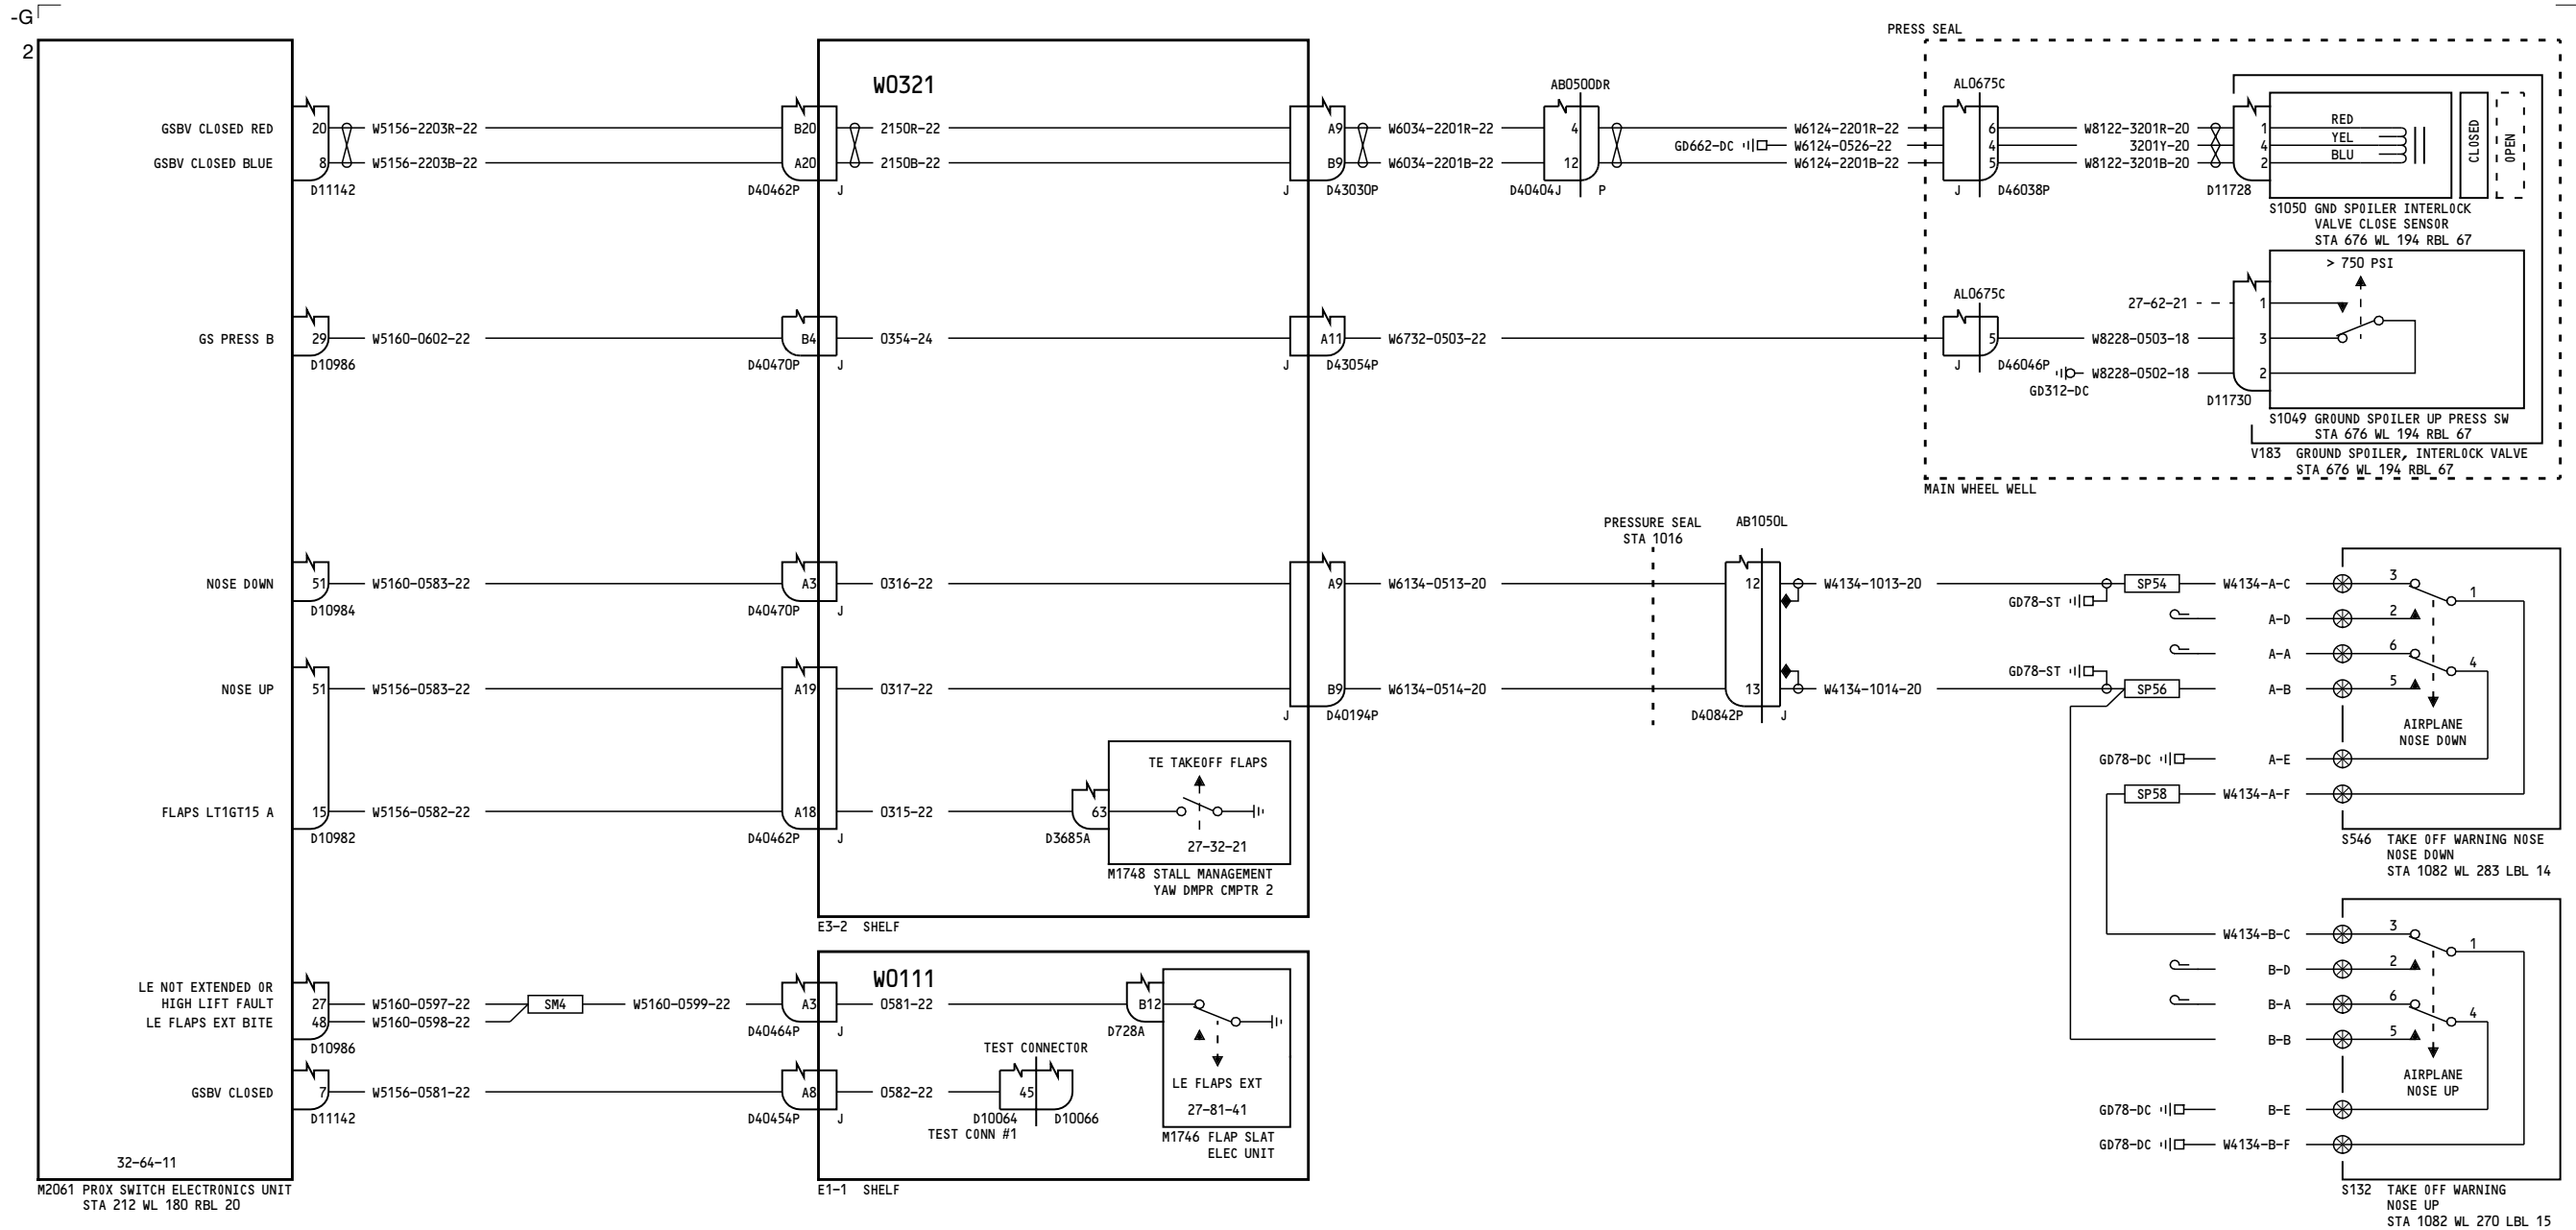 -G
2
PRESS SEAL
W0321
AB0500DR
AL0675C
GSBV CLOSED RED
20
W5156-2203R-22
B20
2150R-22
A9
W6034-2201R-22
4
W6124-2201R-22
6
W8122-3201R-20
1
RED
GD662-DC
W6124-0526-22
4
3201Y-20
4
YEL
CLOSED
OPEN
GSBV CLOSED BLUE
8
W5156-2203B-22
A20
2150B-22
B9
W6034-2201B-22
12
W6124-2201B-22
5
W8122-3201B-20
2
BLU
D11142
D40462P
J
J
D43030P
D40404J
P
J
D46038P
D11728
S1050 GND SPOILER INTERLOCK
VALVE CLOSE SENSOR
STA 676 WL 194 RBL 67
> 750 PSI
AL0675C
27-62-21
1
GS PRESS B
29
W5160-0602-22
B4
0354-24
A11
W6732-0503-22
5
W8228-0503-18
3
D10986
D40470P
J
J
D43054P
J
D46046P
W8228-0502-18
2
GD312-DC
D11730
S1049 GROUND SPOILER UP PRESS SW
STA 676 WL 194 RBL 67
V183 GROUND SPOILER, INTERLOCK VALVE
STA 676 WL 194 RBL 67
MAIN WHEEL WELL
PRESSURE SEAL
STA 1016
AB1050L
NOSE DOWN
51
W5160-0583-22
A3
0316-22
A9
W6134-0513-20
12
W4134-1013-20
SP54
W4134-A-C
3
1
D10984
D40470P
J
GD78-ST
A-D
2
A-A
6
4
GD78-ST
NOSE UP
51
W5156-0583-22
A19
0317-22
B9
W6134-0514-20
13
W4134-1014-20
SP56
A-B
5
J
D40194P
D40842P
J
AIRPLANE
NOSE DOWN
GD78-DC
A-E
SP58
W4134-A-F
TE TAKEOFF FLAPS
FLAPS LT1GT15 A
15
W5156-0582-22
A18
0315-22
63
D10982
D40462P
J
D3685A
27-32-21
M1748 STALL MANAGEMENT
YAW DMPR CMPTR 2
S546 TAKE OFF WARNING NOSE
NOSE DOWN
STA 1082 WL 283 LBL 14
E3-2 SHELF
W0111
W4134-B-C
3
1
B-D
2
LE NOT EXTENDED OR
HIGH LIFT FAULT
27
W5160-0597-22
SM4
W5160-0599-22
A3
0581-22
B12
B-A
6
4
LE FLAPS EXT BITE
48
W5160-0598-22
D10986
D40464P
J
D728A
B-B
5
TEST CONNECTOR
LE FLAPS EXT
AIRPLANE
NOSE UP
GSBV CLOSED
7
W5156-0581-22
A8
0582-22
45
27-81-41
GD78-DC
B-E
D11142
D40454P
J
D10064
D10066
TEST CONN #1
M1746 FLAP SLAT
ELEC UNIT
GD78-DC
W4134-B-F
32-64-11
M2061 PROX SWITCH ELECTRONICS UNIT
STA 212 WL 180 RBL 20
E1-1 SHELF
S132 TAKE OFF WARNING
NOSE UP
STA 1082 WL 270 LBL 15